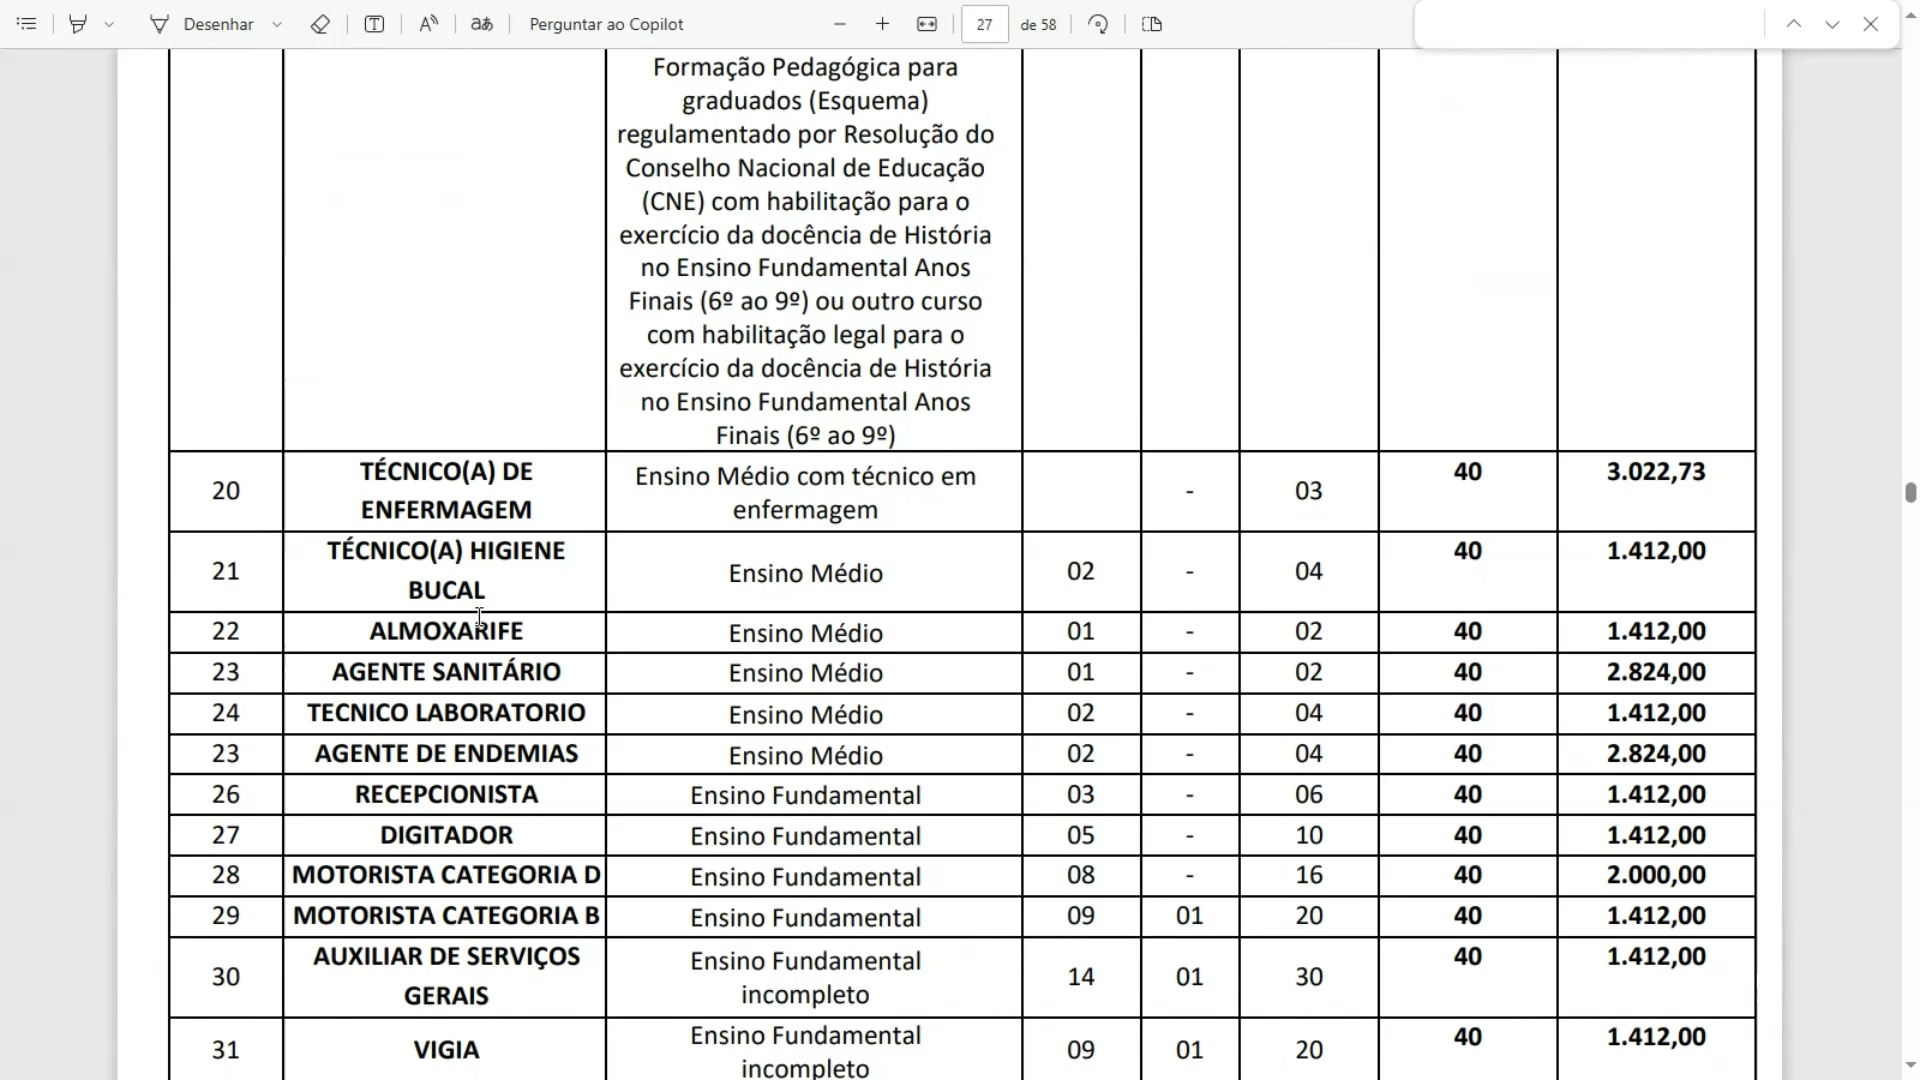 Desenhar
Perguntar ao Copilot
27 de 58
Formação Pedagógica para
graduados (Esquema)
regulamentado por Resolução do
Conselho Nacional de Educação
(CNE) com habilitação para o
exercício da docência de História
no Ensino Fundamental Anos
Finais (6º ao 9º) ou outro curso
com habilitação legal para o
exercício da docência de História
no Ensino Fundamental Anos
Finais (6º ao 9º)
20 TÉCNICO(A) DE ENFERMAGEM Ensino Médio com técnico em enfermagem - 03 40 3.022,73
21 TÉCNICO(A) HIGIENE BUCAL Ensino Médio 02 - 04 40 1.412,00
22 ALMOXARIFE Ensino Médio 01 - 02 40 1.412,00
23 AGENTE SANITÁRIO Ensino Médio 01 - 02 40 2.824,00
24 TECNICO LABORATORIO Ensino Médio 02 - 04 40 1.412,00
23 AGENTE DE ENDEMIAS Ensino Médio 02 - 04 40 2.824,00
26 RECEPCIONISTA Ensino Fundamental 03 - 06 40 1.412,00
27 DIGITADOR Ensino Fundamental 05 - 10 40 1.412,00
28 MOTORISTA CATEGORIA D Ensino Fundamental 08 - 16 40 2.000,00
29 MOTORISTA CATEGORIA B Ensino Fundamental 09 01 20 40 1.412,00
30 AUXILIAR DE SERVIÇOS GERAIS Ensino Fundamental incompleto 14 01 30 40 1.412,00
31 VIGIA Ensino Fundamental incompleto 09 01 20 40 1.412,00